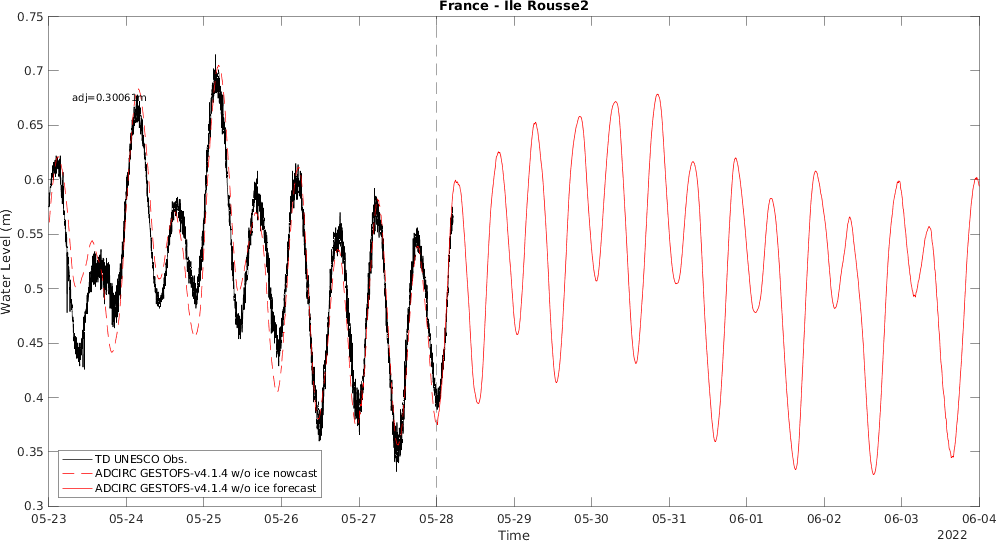 France - Ile Rousse2
Water Level (m)
0.75
0.7
0.65
0.6
0.55
0.5
0.45
0.4
0.35
0.3
adj=0.30061m
TD UNESCO Obs.
ADCIRC GESTOFS-v4.1.4 w/o ice nowcast
ADCIRC GESTOFS-v4.1.4 w/o ice forecast
05-23 05-24 05-25 05-26 05-27 05-28 05-29 05-30 05-31 06-01 06-02 06-03 06-04
Time
2022